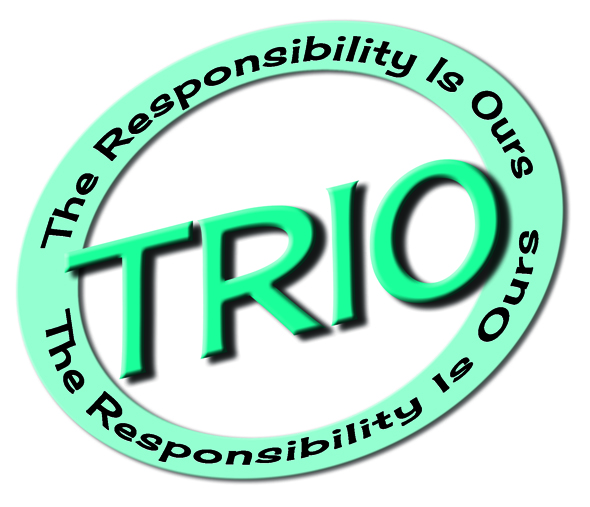 The Responsibility Is Ours
TRIO
The Responsibility Is Ours